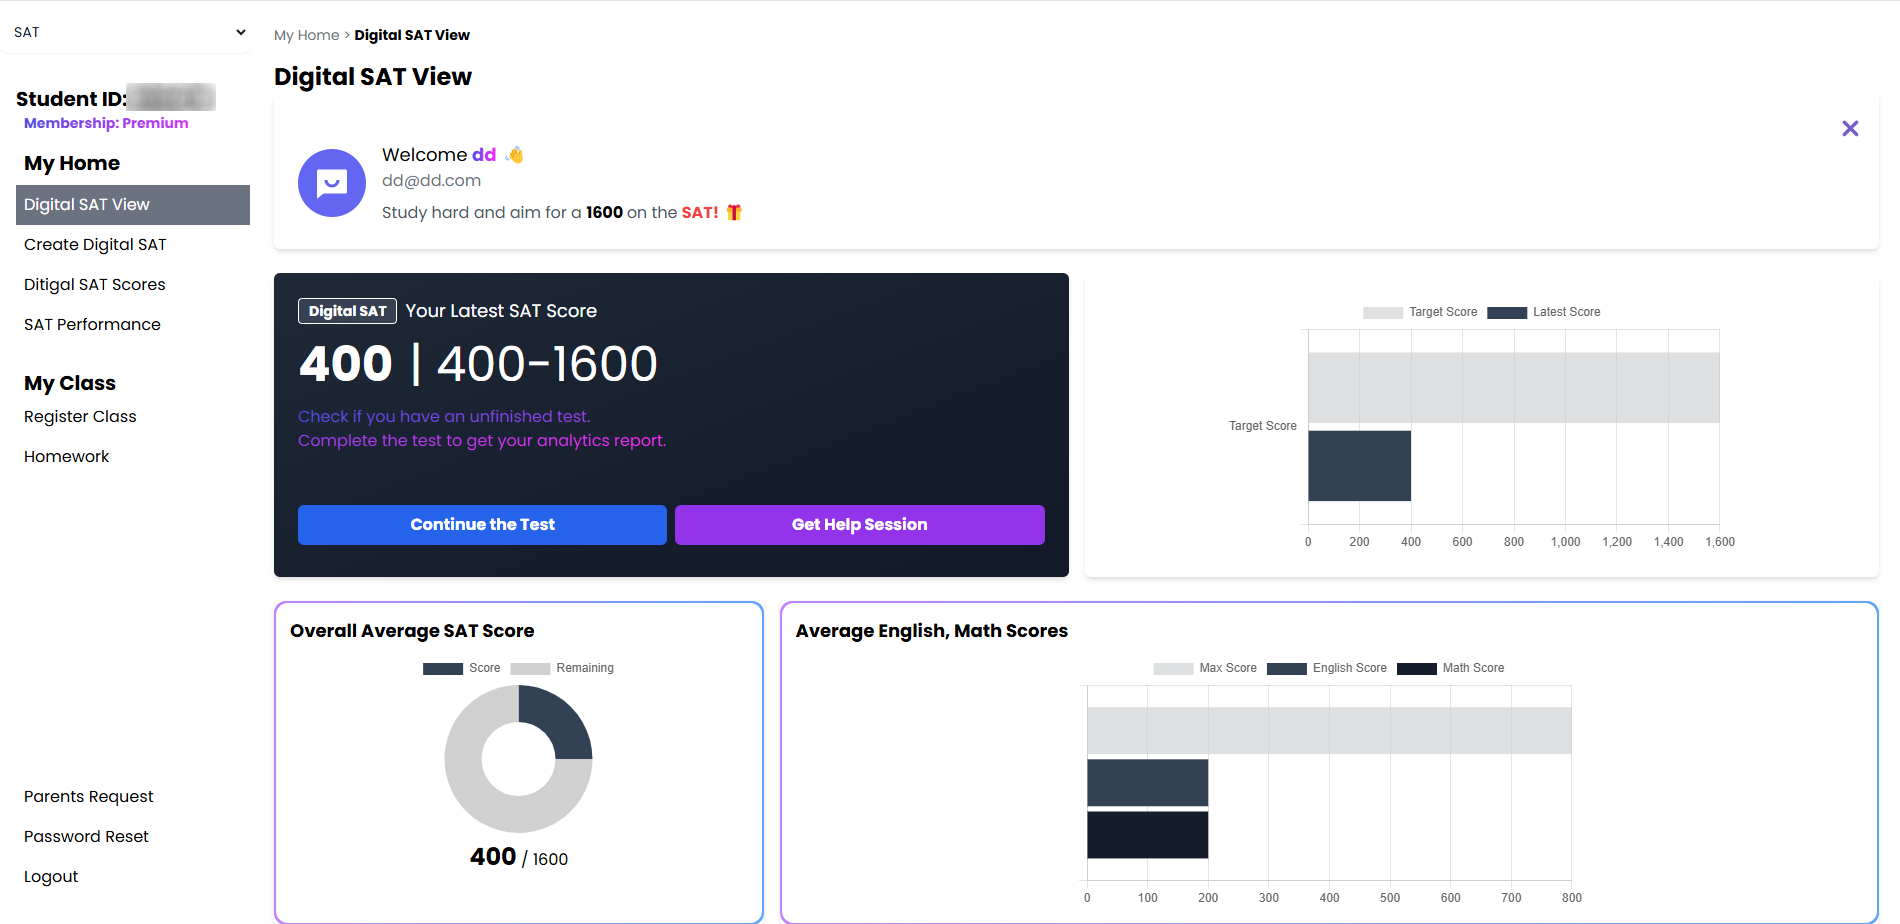 SAT
Student ID:
Membership: Premium
My Home
Digital SAT View
Create Digital SAT
Ditigal SAT Scores
SAT Performance
My Class
Register Class
Homework
Parents Request
Password Reset
Logout
My Home > Digital SAT View
Digital SAT View
Welcome dd 👋
dd@dd.com
Study hard and aim for a 1600 on the SAT! 🎁
Digital SAT Your Latest SAT Score
400 | 400-1600
Check if you have an unfinished test.
Complete the test to get your analytics report.
Continue the Test
Get Help Session
Target Score Latest Score
Target Score
0 200 400 600 800 1,000 1,200 1,400 1,600
Overall Average SAT Score
Score Remaining
400 / 1600
Average English, Math Scores
Max Score English Score Math Score
0 100 200 300 400 500 600 700 800